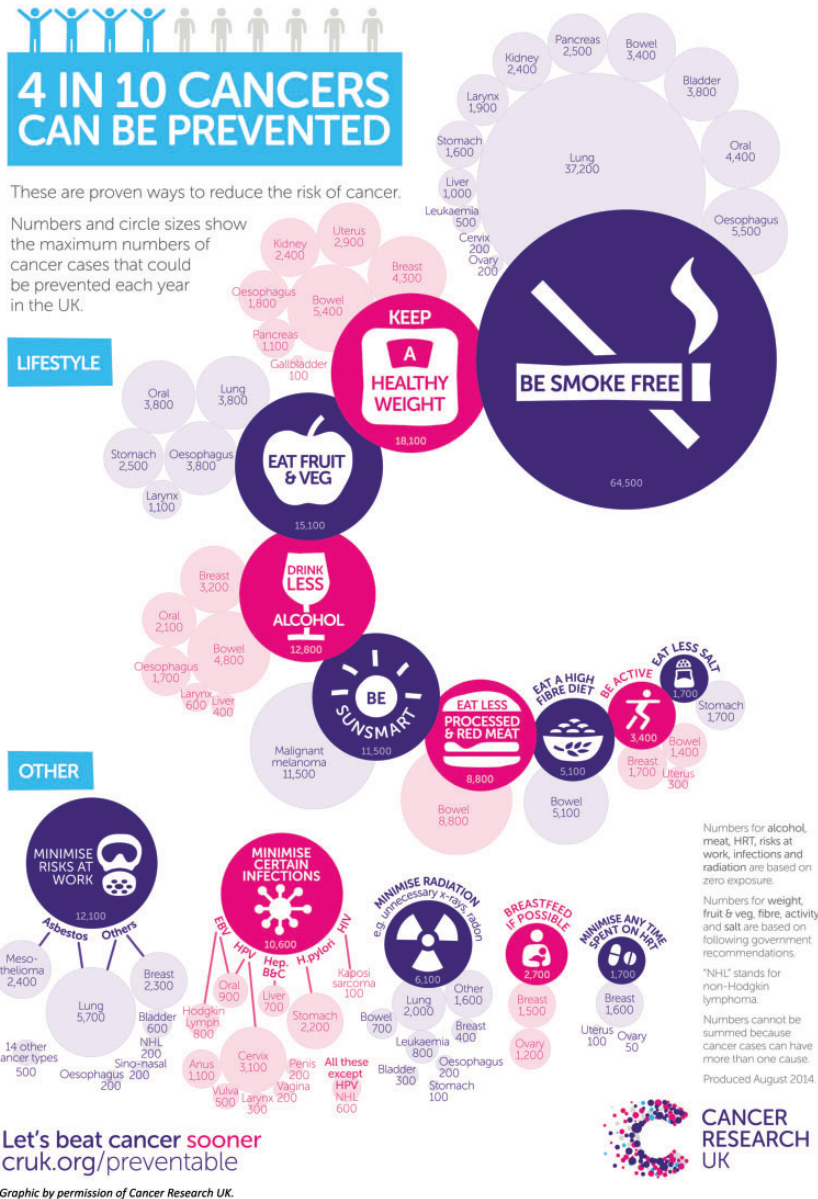 4 IN 10 CANCERS
CAN BE PREVENTED
These are proven ways to reduce the risk of cancer.
Numbers and circle sizes show
the maximum numbers of
cancer cases that could
be prevented each year
in the UK.
LIFESTYLE
Pancreas
2,500
Bowel
3,400
Kidney
2,400
Bladder
3,800
Larynx
1,900
Oral
4,400
Stomach
1,600
Lung
37,200
Liver
1,000
Leukaemia
500
Oesophagus
5,500
Cervix
200
Ovary
200
BE SMOKE FREE
64,500
Uterus
2,900
Kidney
2,400
Breast
4,300
Oesophagus
1,800
Bowel
5,400
Pancreas
1,100
Gallbladder
100
KEEP
A
HEALTHY
WEIGHT
18,100
Oral
3,800
Lung
3,800
Stomach
2,500
Oesophagus
3,800
Larynx
1,100
EAT FRUIT
& VEG
15,100
Breast
3,200
Oral
2,100
Bowel
4,800
Oesophagus
1,700
Larynx
600
Liver
400
DRINK
LESS
ALCOHOL
12,800
BE
SUNSMART
11,500
Malignant
melanoma
11,500
EAT LESS
PROCESSED
& RED MEAT
8,800
Bowel
8,800
EAT A HIGH
FIBRE DIET
5,100
Bowel
5,100
BE ACTIVE
3,400
Bowel
1,400
Breast
1,700
Uterus
300
EAT LESS SALT
1,700
Stomach
1,700
OTHER
MINIMISE
RISKS AT
WORK
12,100
Asbestos
Others
Meso-
thelioma
2,400
Lung
5,700
Breast
2,300
Bladder
600
NHL
200
Sino-nasal
200
Oesophagus
200
14 other
ancer types
500
MINIMISE
CERTAIN
INFECTIONS
10,600
EBV
HPV
Hep.
B&C
H.pylori
HIV
Hodgkin
Lymph.
800
Oral
900
Liver
700
Stomach
2,200
Kaposi
sarcoma
100
Anus
1,100
Cervix
3,100
Penis
200
Vulva
500
Larynx
300
Vagina
200
All these
except
HPV
NHL
600
MINIMISE RADIATION
e.g. unnecessary x-rays, radon
6,100
Bowel
700
Lung
2,000
Other
1,600
Leukaemia
800
Breast
400
Bladder
300
Oesophagus
200
Stomach
100
BREASTFEED
IF POSSIBLE
2,700
Breast
1,500
Ovary
1,200
MINIMISE ANY TIME
SPENT ON HRT
1,700
Breast
1,600
Uterus
100
Ovary
50
Numbers for alcohol,
meat, HRT, risks at
work, infections and
radiation are based on
zero exposure.
Numbers for weight,
fruit & veg, fibre, activity
and salt are based on
following government
recommendations.
"NHL" stands for
non-Hodgkin
lymphoma.
Numbers cannot be
summed because
cancer cases can have
more than one cause.
Produced August 2014.
Let's beat cancer sooner
cruk.org/preventable
CANCER
RESEARCH
UK
Graphic by permission of Cancer Research UK.